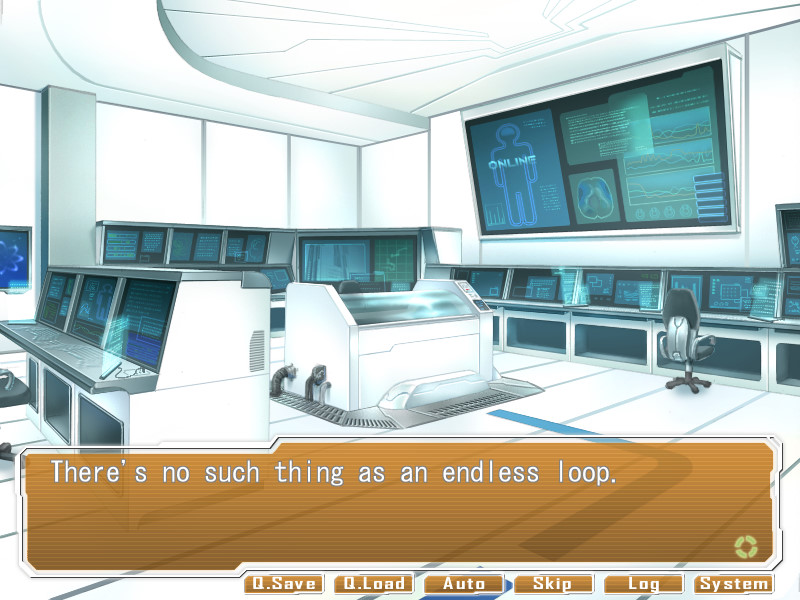 ONLINE
There's no such thing as an endless loop.
Q.Save Q.Load Auto Skip Log System